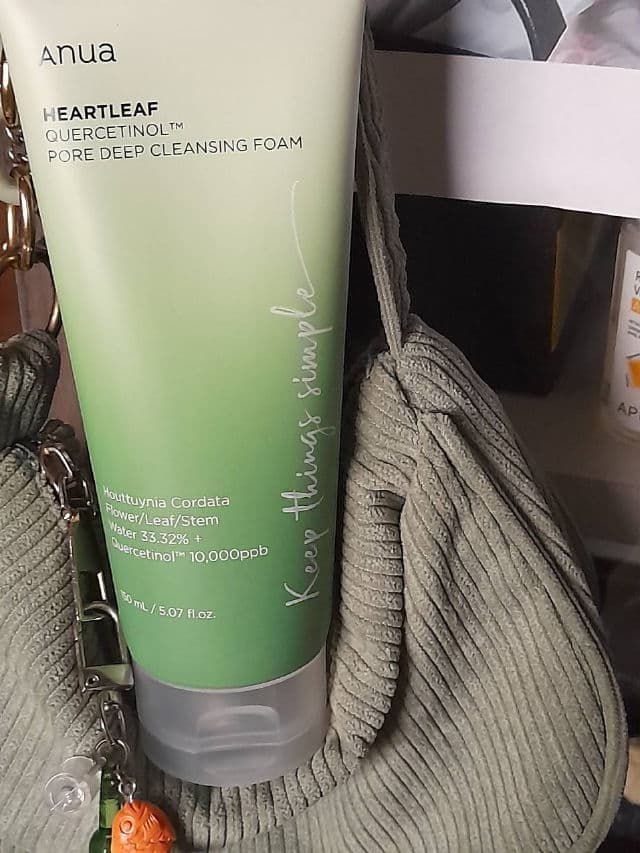 Anua
HEARTLEAF
QUERCETINOL™
PORE DEEP CLEANSING FOAM
Keep things simple
Houttuynia Cordata
Flower/Leaf/Stem
Water 33.32% +
Quercetinol™ 10,000ppb
150 mL / 5.07 fl.oz.